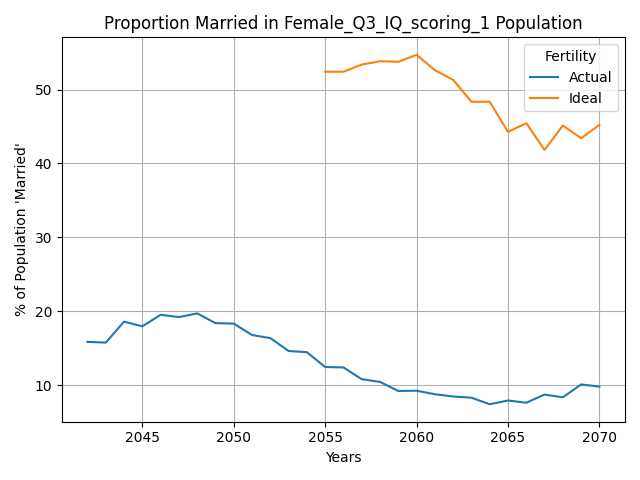 Proportion Married in Female_Q3_IQ_scoring_1 Population
% of Population 'Married'
50
40
30
20
10
Fertility
Actual
Ideal
2045 2050 2055 2060 2065 2070
Years